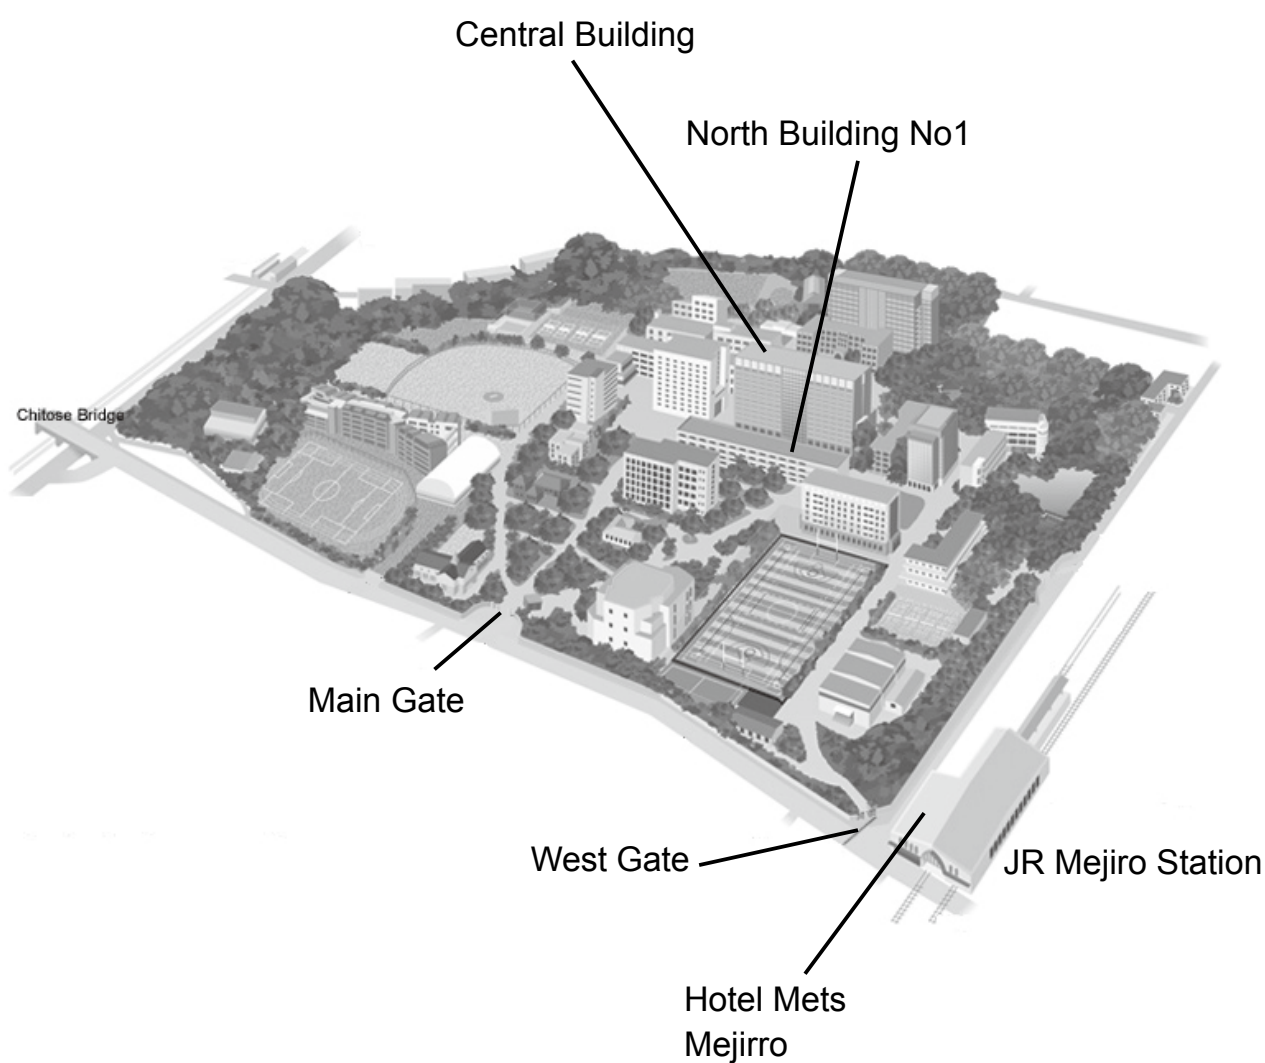 Central Building
North Building No1
Chitose Bridge
Main Gate
West Gate
JR Mejiro Station
Hotel Mets
Mejirro